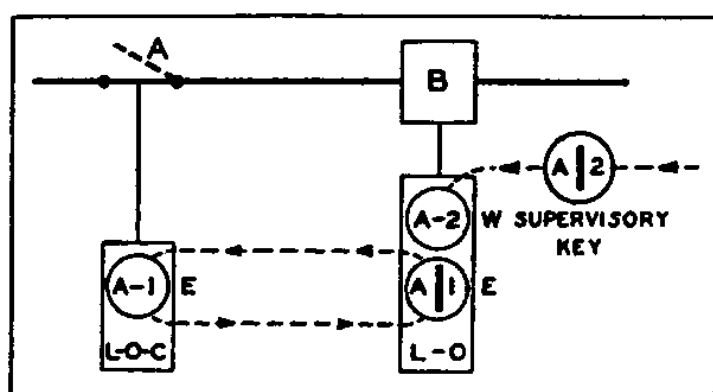 A
B
A 2
A-2 W SUPERVISORY
KEY
A-1 E A 1 E
L-O-C L-O